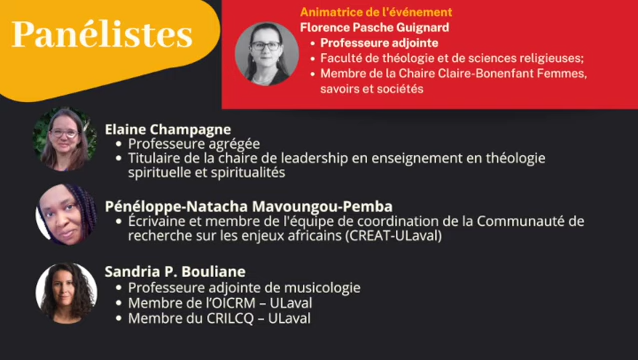 Panélistes
Animatrice de l'événement
Florence Pasche Guignard
• Professeure adjointe
• Faculté de théologie et de sciences religieuses;
• Membre de la Chaire Claire-Bonenfant Femmes,
savoirs et sociétés
Elaine Champagne
• Professeure agrégée
• Titulaire de la chaire de leadership en enseignement en théologie
spirituelle et spiritualités
Pénéloppe-Natacha Mavoungou-Pemba
• Écrivaine et membre de l'équipe de coordination de la Communauté de
recherche sur les enjeux africains (CREAT-ULaval)
Sandria P. Bouliane
• Professeure adjointe de musicologie
• Membre de l'OICRM – ULaval
• Membre du CRILCQ – ULaval